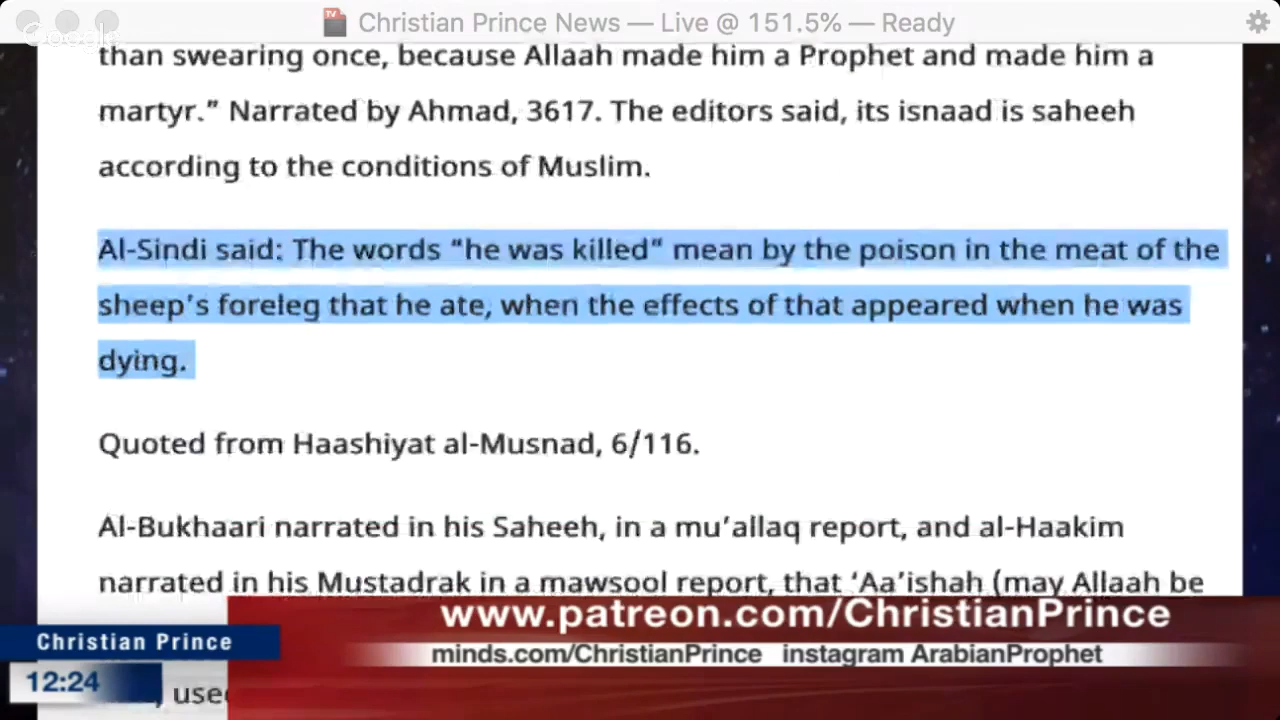 Christian Prince News — Live @ 151.5% — Ready
Google
than swearing once, because Allaah made him a Prophet and made him a
martyr.” Narrated by Ahmad, 3617. The editors said, its isnaad is saheeh
according to the conditions of Muslim.
Al-Sindi said: The words “he was killed” mean by the poison in the meat of the
sheep’s foreleg that he ate, when the effects of that appeared when he was
dying.
Quoted from Haashiyat al-Musnad, 6/116.
Al-Bukhaari narrated in his Saheeh, in a mu’allaq report, and al-Haakim
narrated in his Mustadrak in a mawsool report, that ‘Aa’ishah (may Allaah be
www.patreon.com/ChristianPrince
Christian Prince
minds.com/ChristianPrince instagram ArabianProphet
12:24